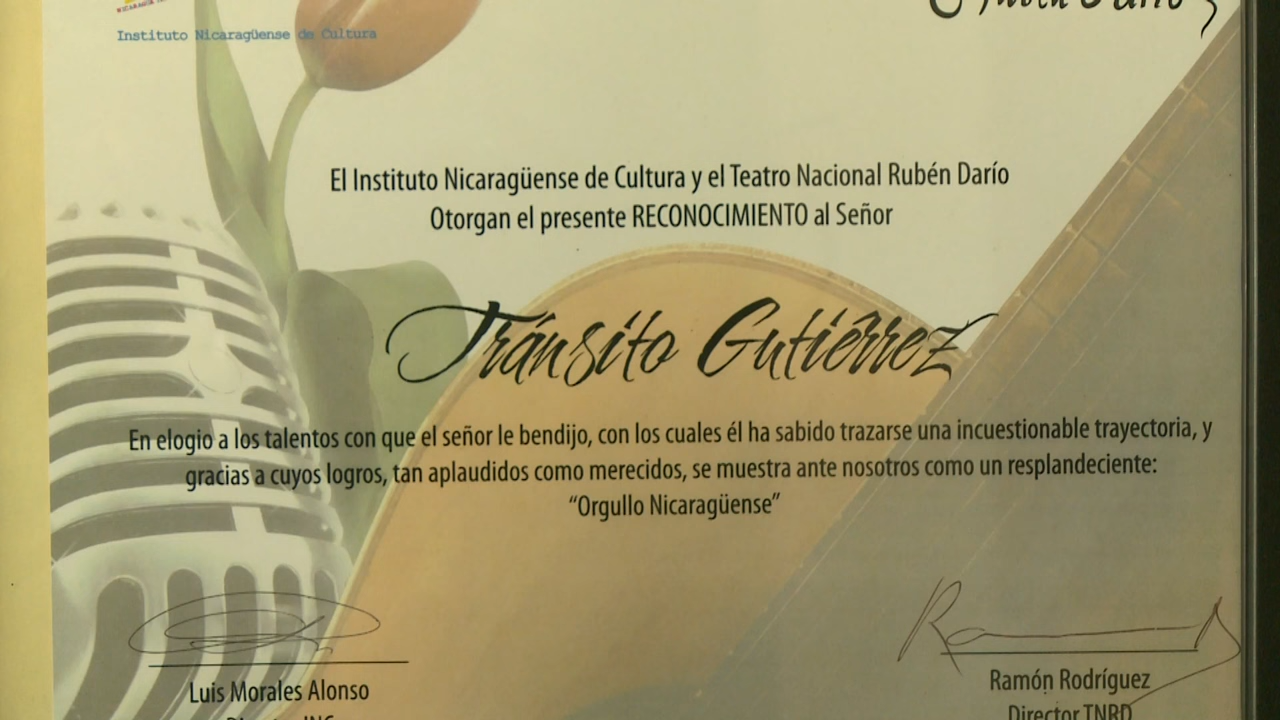 Instituto Nicaragüense de Cultura
El Instituto Nicaragüense de Cultura y el Teatro Nacional Rubén Darío
Otorgan el presente RECONOCIMIENTO al Señor
Tránsito Gutiérrez
En elogio a los talentos con que el señor le bendijo, con los cuales él ha sabido trazarse una incuestionable trayectoria, y
gracias a cuyos logros, tan aplaudidos como merecidos, se muestra ante nosotros como un resplandeciente:
“Orgullo Nicaragüense”
Luis Morales Alonso
Ramón Rodríguez
Director TNRD